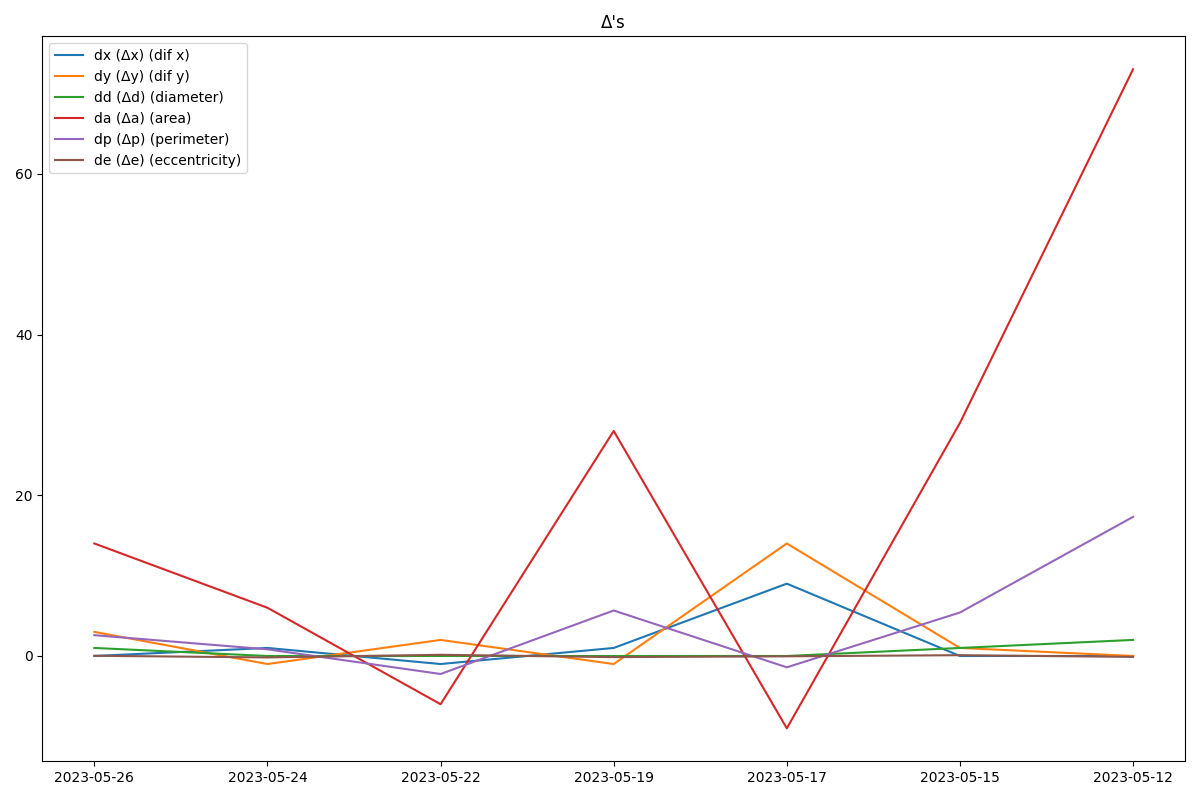 Δ's
dx (Δx) (dif x)
dy (Δy) (dif y)
dd (Δd) (diameter)
da (Δa) (area)
dp (Δp) (perimeter)
de (Δe) (eccentricity)
60
40
20
0
2023-05-26 2023-05-24 2023-05-22 2023-05-19 2023-05-17 2023-05-15 2023-05-12